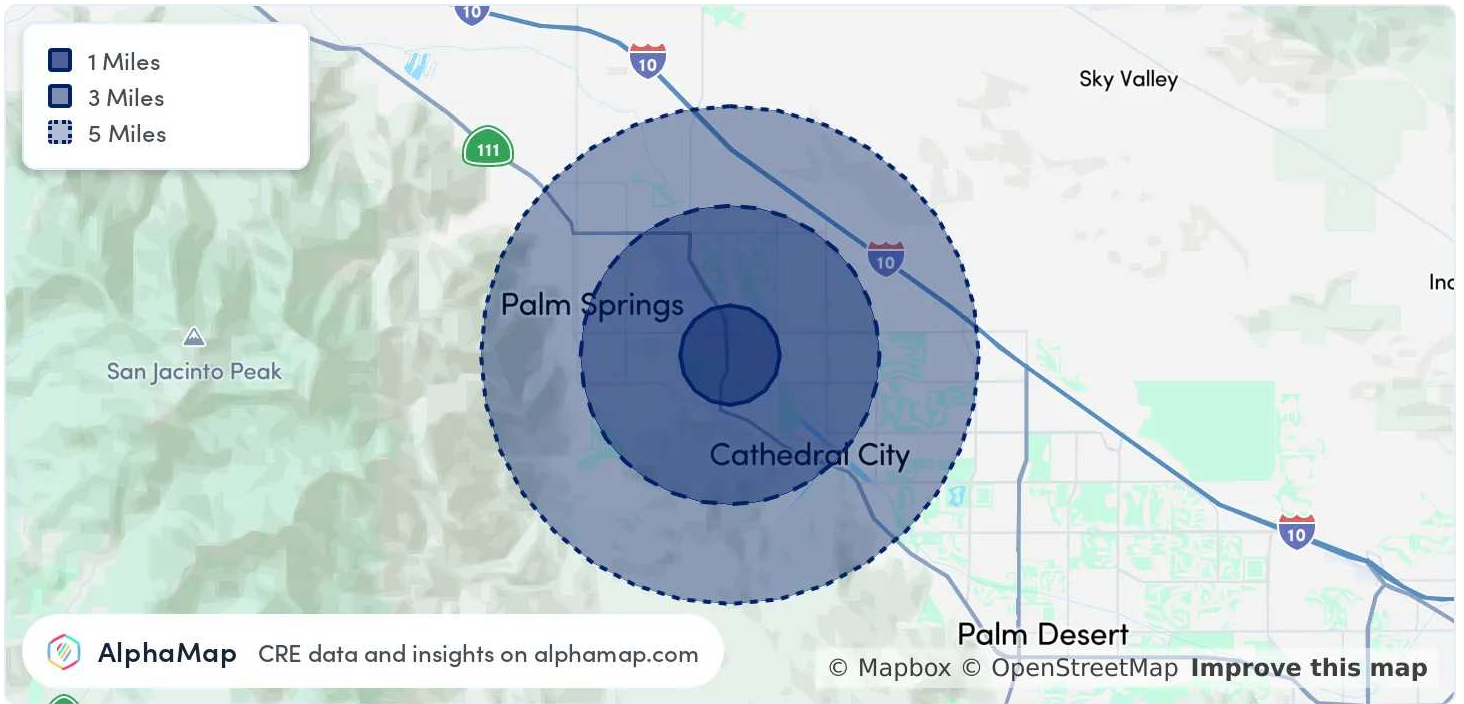 10
1 Miles
3 Miles
5 Miles
10
Sky Valley
111
10
Palm Springs
San Jacinto Peak
Cathedral City
10
Palm Desert
AlphaMap CRE data and insights on alphamap.com
© Mapbox © OpenStreetMap Improve this map